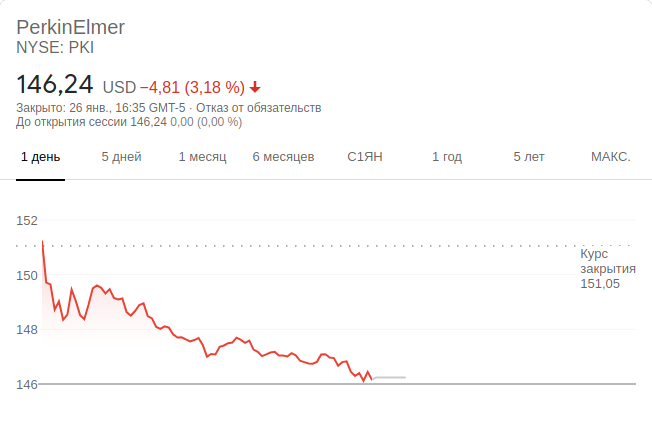 PerkinElmer
NYSE: PKI
146,24 USD −4,81 (3,18 %)
Закрыто: 26 янв., 16:35 GMT-5 · Отказ от обязательств
До открытия сессии 146,24 0,00 (0,00 %)
1 день 5 дней 1 месяц 6 месяцев С1ЯН 1 год 5 лет МАКС.
152
150
148
146
Курс
закрытия
151,05